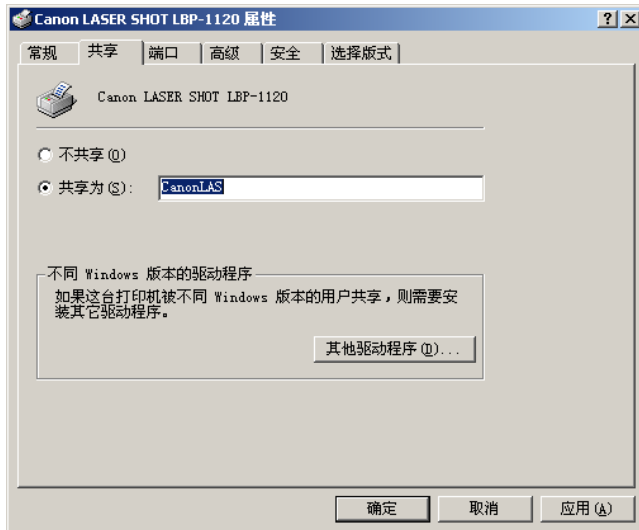 Canon LASER SHOT LBP-1120 属性
常规 共享 端口 高级 安全 选择版式
Canon LASER SHOT LBP-1120
不共享(O)
共享为(S): CanonLAS
不同 Windows 版本的驱动程序
如果这台打印机被不同 Windows 版本的用户共享，则需要安
装其它驱动程序。
其他驱动程序(D)...
确定 取消 应用(A)